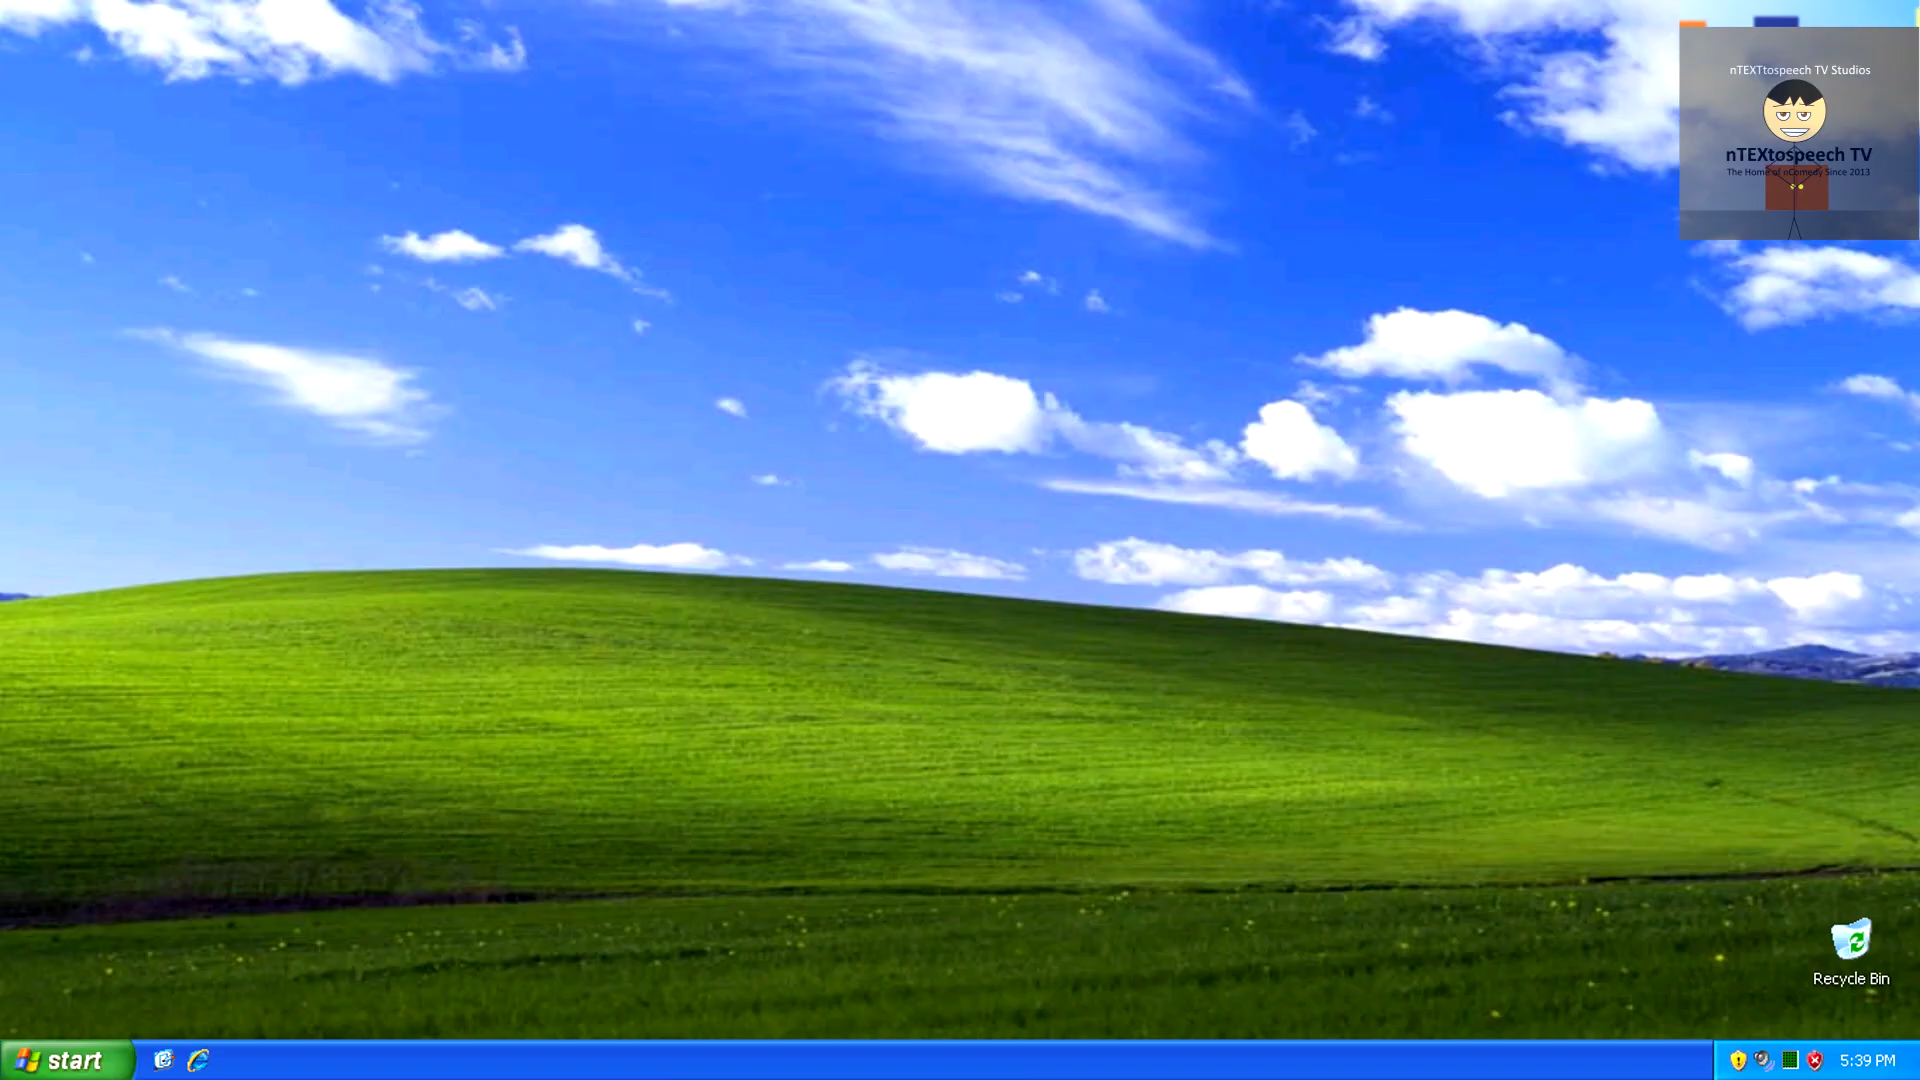 nTEXTtospeech TV Studios
nTEXtospeech TV
The Home of nComedy Since 2013
Recycle Bin
start
5:39 PM